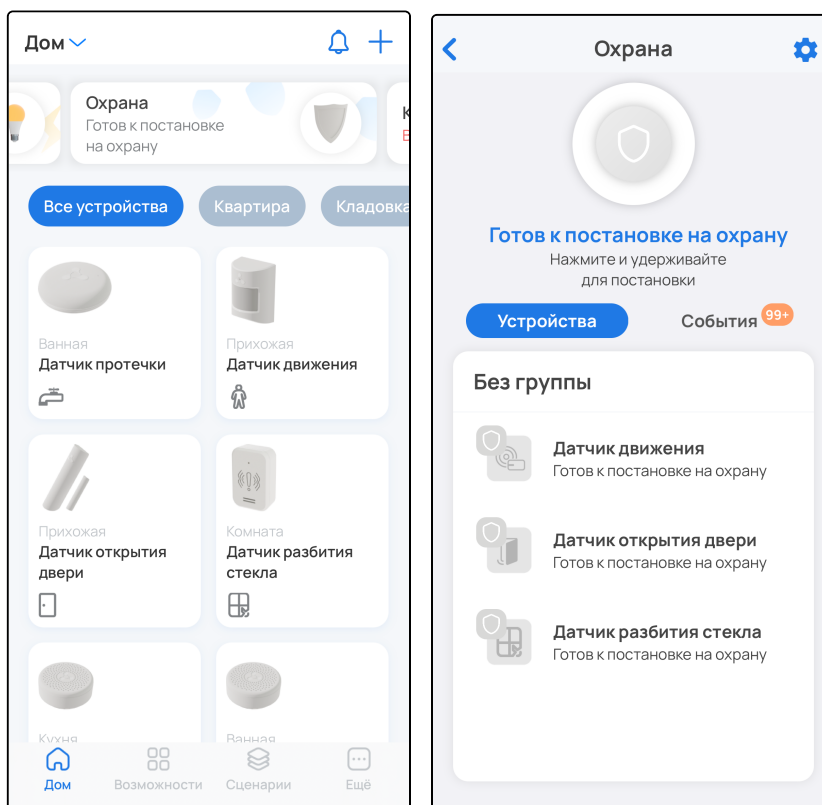 Дом
Охрана
Готов к постановке
на охрану
К
В
Все устройства
Квартира
Кладовка
Ванная
Датчик протечки
Прихожая
Датчик движения
Прихожая
Датчик открытия
двери
Комната
Датчик разбития
стекла
Кухня
Ванная
Дом
Возможности
Сценарии
Ещё
Охрана
Готов к постановке на охрану
Нажмите и удерживайте
для постановки
Устройства
События 99+
Без группы
Датчик движения
Готов к постановке на охрану
Датчик открытия двери
Готов к постановке на охрану
Датчик разбития стекла
Готов к постановке на охрану